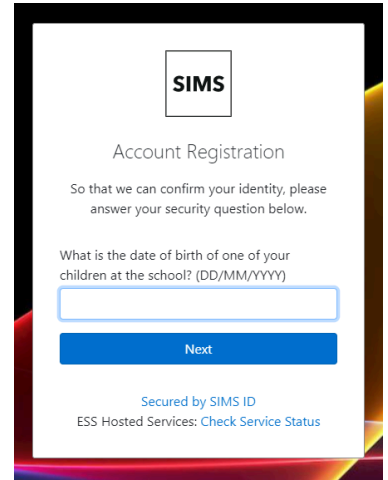 SIMS
Account Registration
So that we can confirm your identity, please
answer your security question below.
What is the date of birth of one of your
children at the school? (DD/MM/YYYY)
Next
Secured by SIMS ID
ESS Hosted Services: Check Service Status